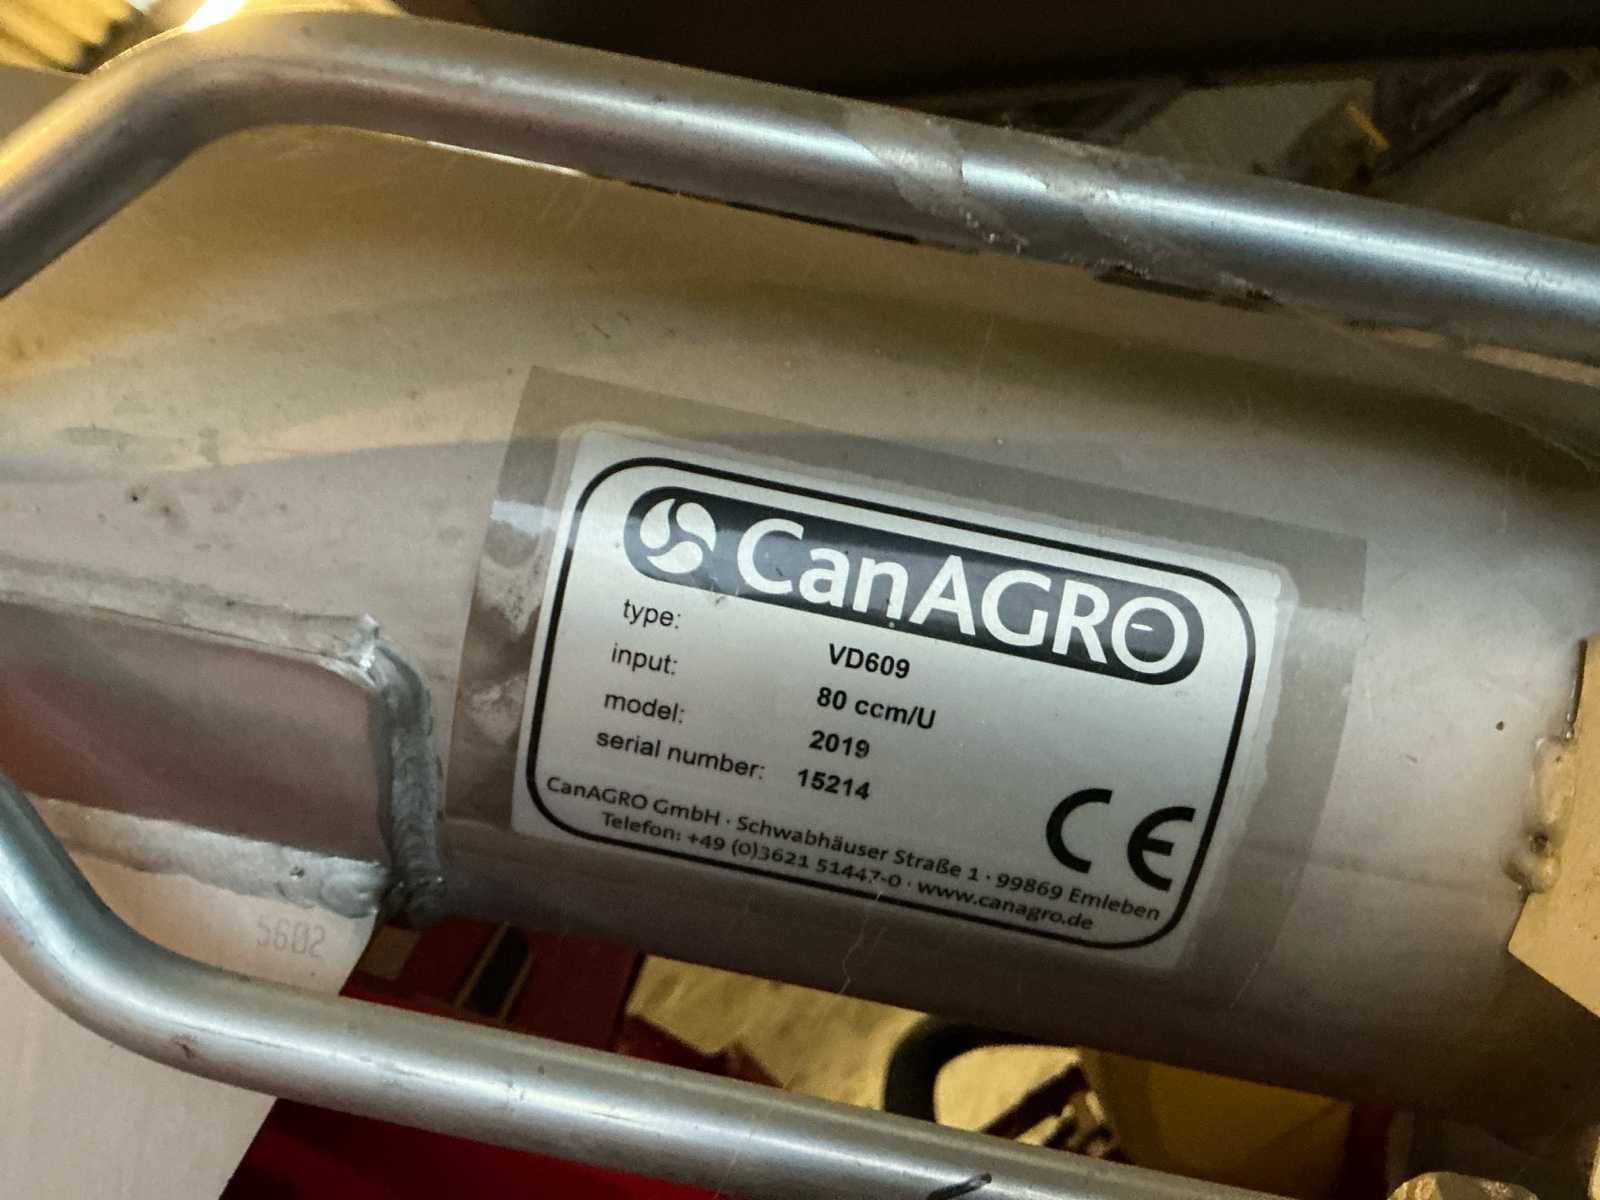 CanAGRO
type: VD609
input: 80 ccm/U
model: 2019
serial number: 15214
CE
CanAGRO GmbH · Schwabhäuser Straße 1 · 99869 Emleben
Telefon: +49 (0)3621 51447-0 · www.canagro.de
5602